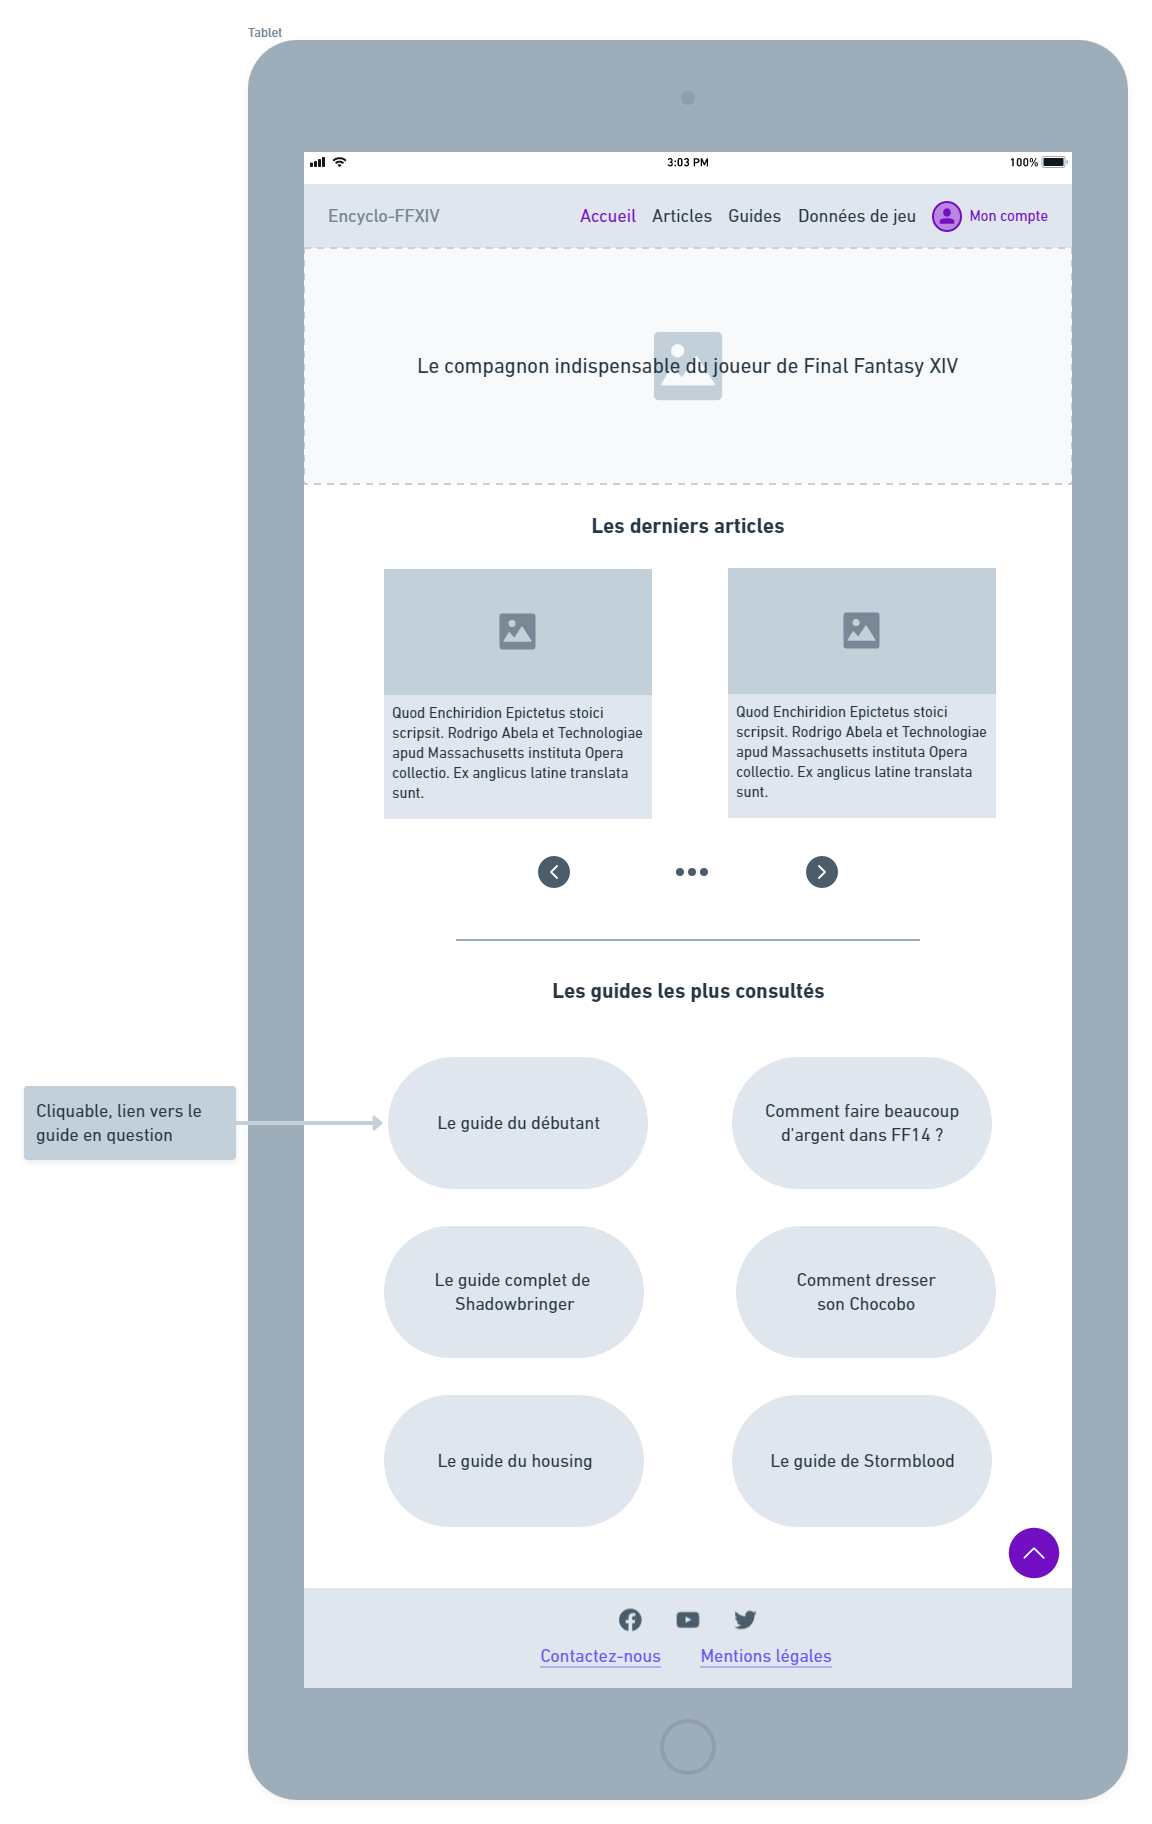 Tablet
3:03 PM
100%
Encyclo-FFXIV
Accueil
Articles
Guides
Données de jeu
Mon compte
Le compagnon indispensable du joueur de Final Fantasy XIV
Les derniers articles
Quod Enchiridion Epictetus stoici
scripsit. Rodrigo Abela et Technologiae
apud Massachusetts instituta Opera
collectio. Ex anglicus latine translata
sunt.
Quod Enchiridion Epictetus stoici
scripsit. Rodrigo Abela et Technologiae
apud Massachusetts instituta Opera
collectio. Ex anglicus latine translata
sunt.
Les guides les plus consultés
Cliquable, lien vers le
guide en question
Le guide du débutant
Comment faire beaucoup
d'argent dans FF14 ?
Le guide complet de
Shadowbringer
Comment dresser
son Chocobo
Le guide du housing
Le guide de Stormblood
Contactez-nous
Mentions légales